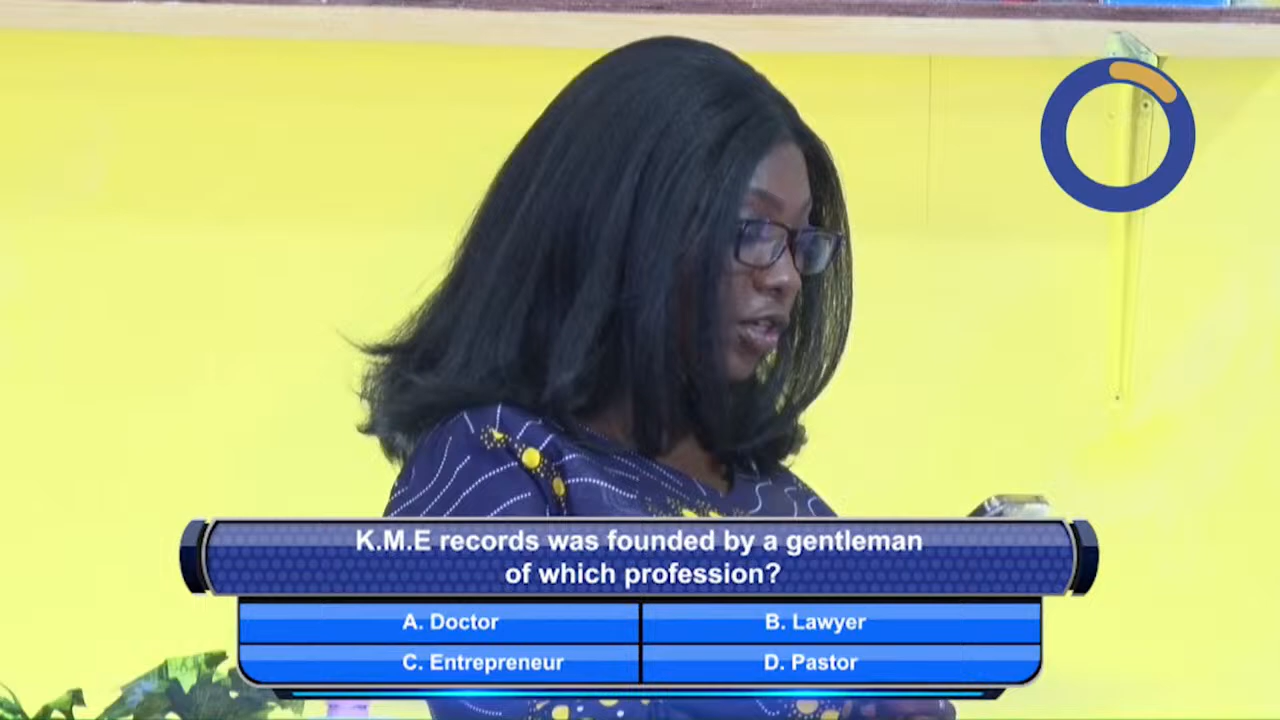 K.M.E records was founded by a gentleman
of which profession?
A. Doctor
B. Lawyer
C. Entrepreneur
D. Pastor